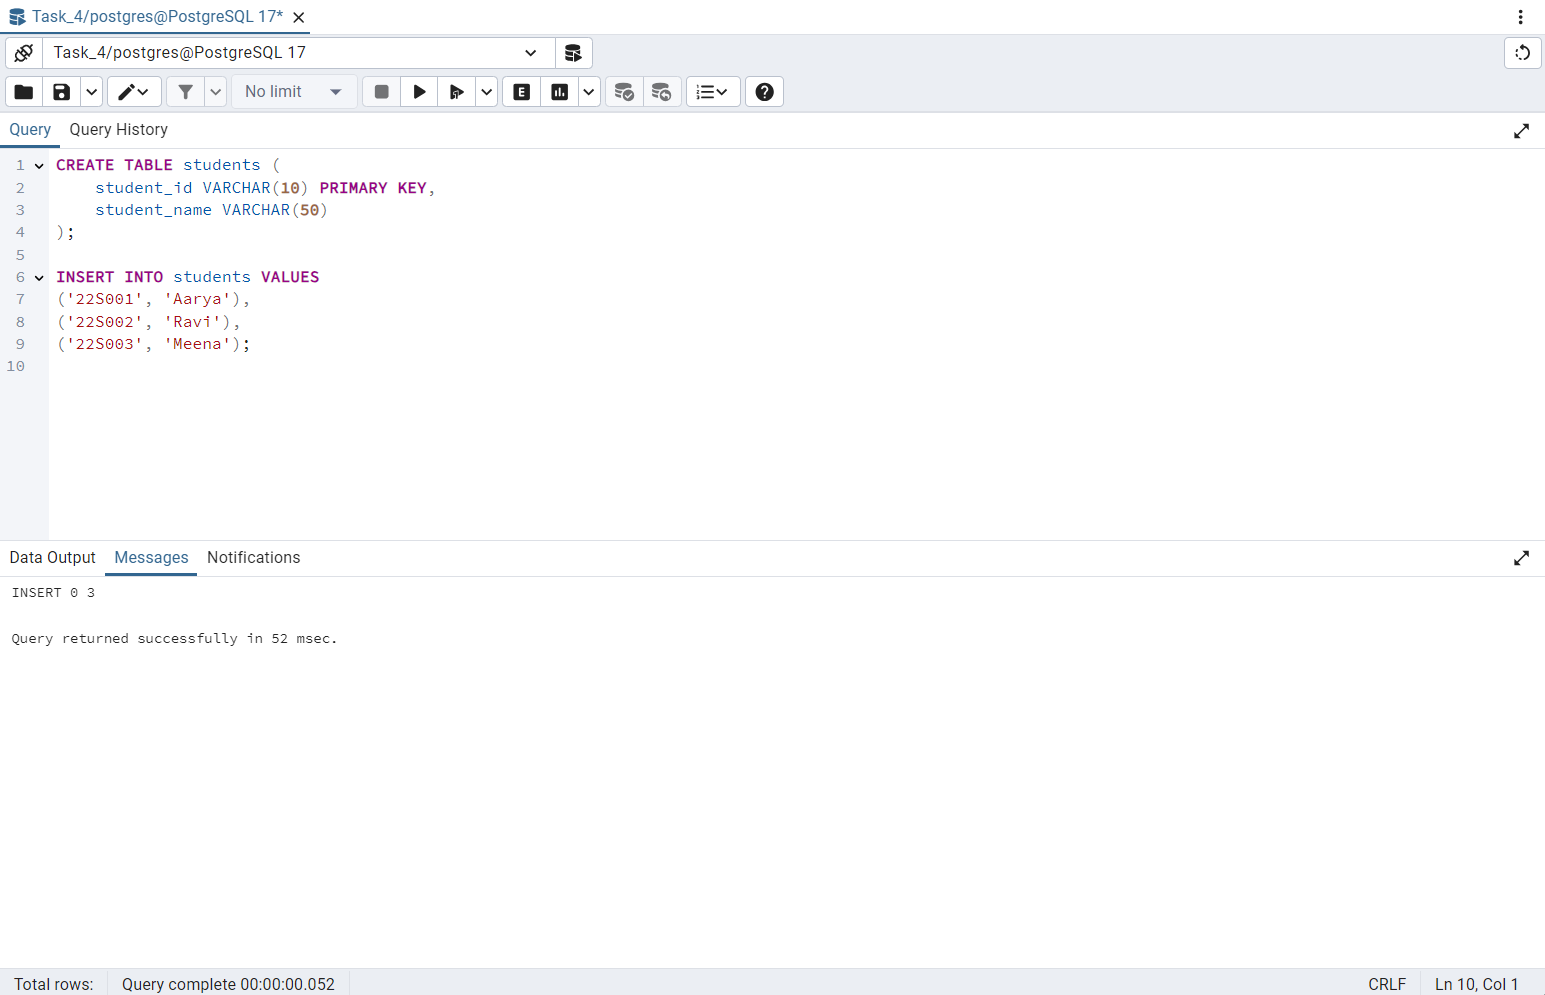 Task_4/postgres@PostgreSQL 17*
Task_4/postgres@PostgreSQL 17
No limit
E
Query Query History
1 CREATE TABLE students (
2     student_id VARCHAR(10) PRIMARY KEY,
3     student_name VARCHAR(50)
4 );
5
6 INSERT INTO students VALUES
7 ('22S001', 'Aarya'),
8 ('22S002', 'Ravi'),
9 ('22S003', 'Meena');
10
Data Output Messages Notifications
INSERT 0 3
Query returned successfully in 52 msec.
Total rows: Query complete 00:00:00.052 CRLF Ln 10, Col 1